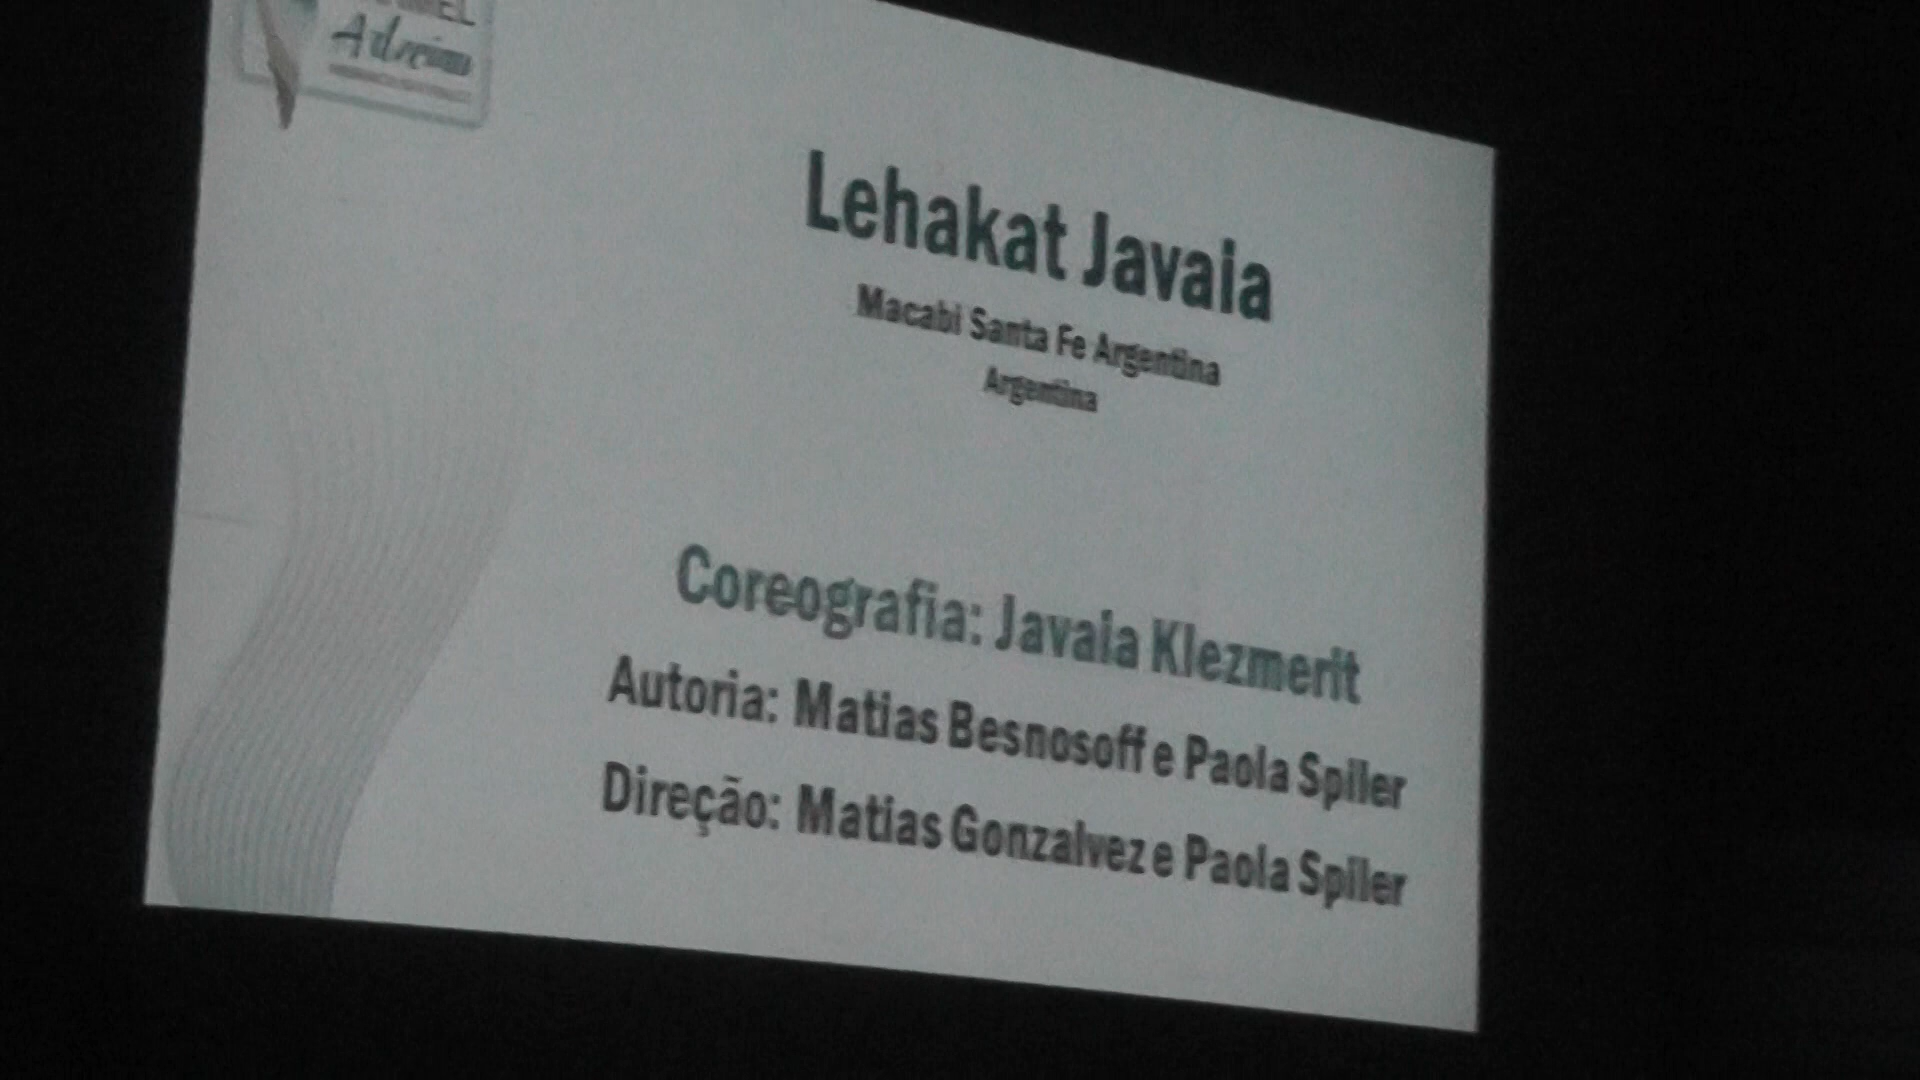 Lehakat Javaia
Macabi Santa Fe Argentina
Argentina
Coreografia: Javaia Klezmerit
Autoria: Matias Besnosoff e Paola Spiler
Direção: Matias Gonzalvez e Paola Spiler